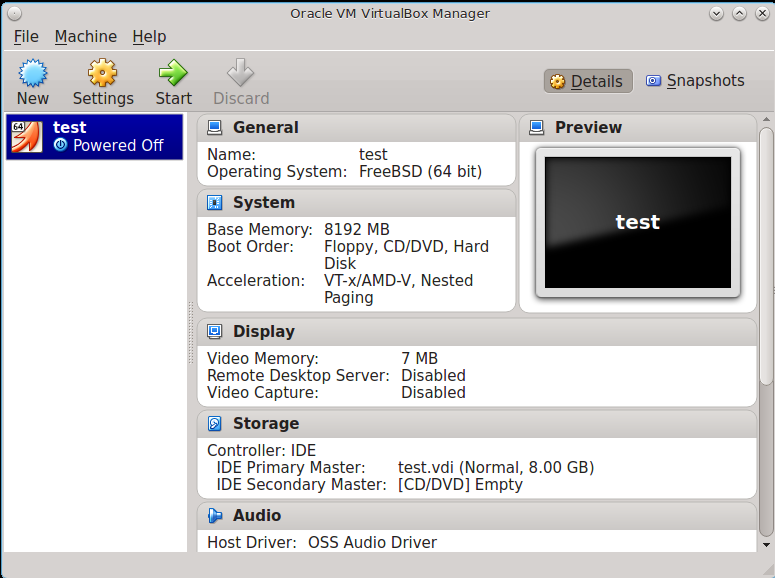 Oracle VM VirtualBox Manager
File Machine Help
New Settings Start Discard Details Snapshots
64 test
Powered Off
General
Name: test
Operating System: FreeBSD (64 bit)
System
Base Memory: 8192 MB
Boot Order: Floppy, CD/DVD, Hard
Disk
Acceleration: VT-x/AMD-V, Nested
Paging
Preview
test
Display
Video Memory: 7 MB
Remote Desktop Server: Disabled
Video Capture: Disabled
Storage
Controller: IDE
IDE Primary Master: test.vdi (Normal, 8.00 GB)
IDE Secondary Master: [CD/DVD] Empty
Audio
Host Driver: OSS Audio Driver